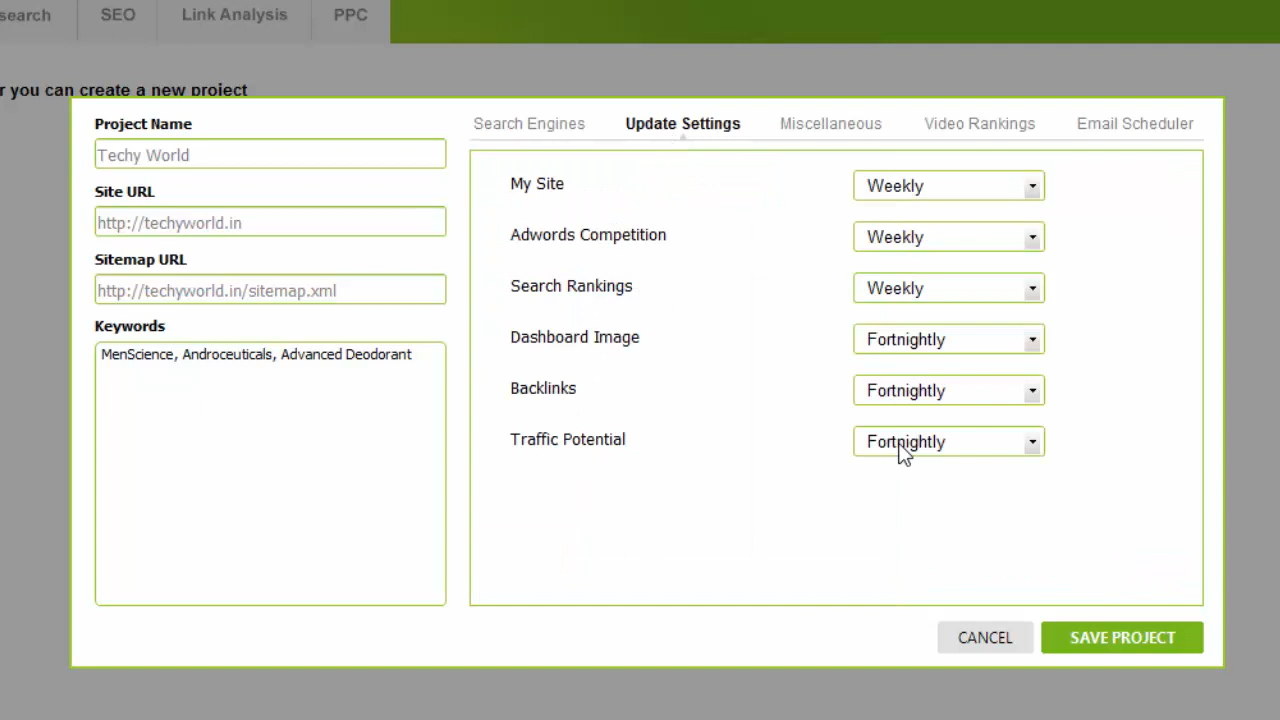 search SEO Link Analysis PPC
r you can create a new project
Project Name
Techy World
Site URL
http://techyworld.in
Sitemap URL
http://techyworld.in/sitemap.xml
Keywords
MenScience, Androceuticals, Advanced Deodorant
Search Engines Update Settings Miscellaneous Video Rankings Email Scheduler
My Site Weekly
Adwords Competition Weekly
Search Rankings Weekly
Dashboard Image Fortnightly
Backlinks Fortnightly
Traffic Potential Fortnightly
CANCEL SAVE PROJECT